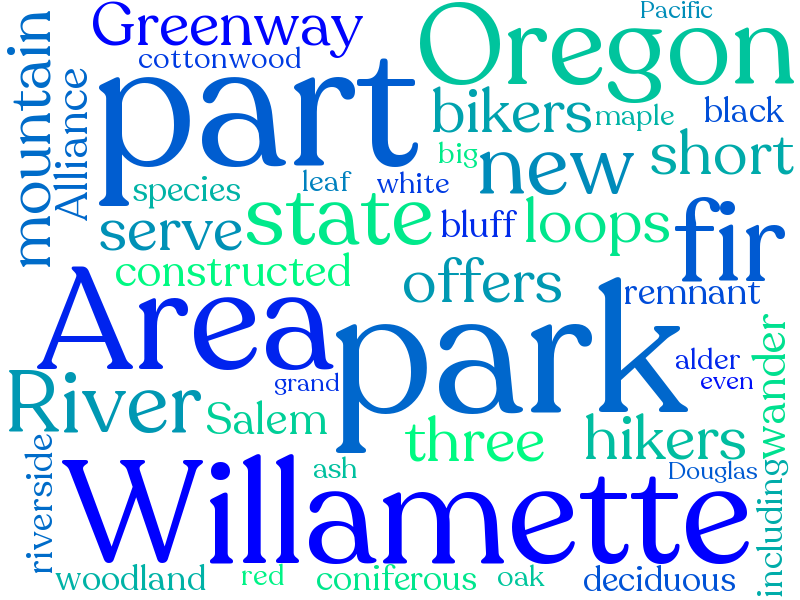 Pacific
Greenway
Oregon
cottonwood
mountain
Alliance
part
bikers
maple
black
big
new
short
species
leaf
white
state
serve
bluff
loops
fir
constructed
offers
remnant
Area
park
alder
even
grand
River
Salem
three
hikers
wander
riverside
Willamette
ash
Douglas
including
woodland
red
coniferous
oak
deciduous